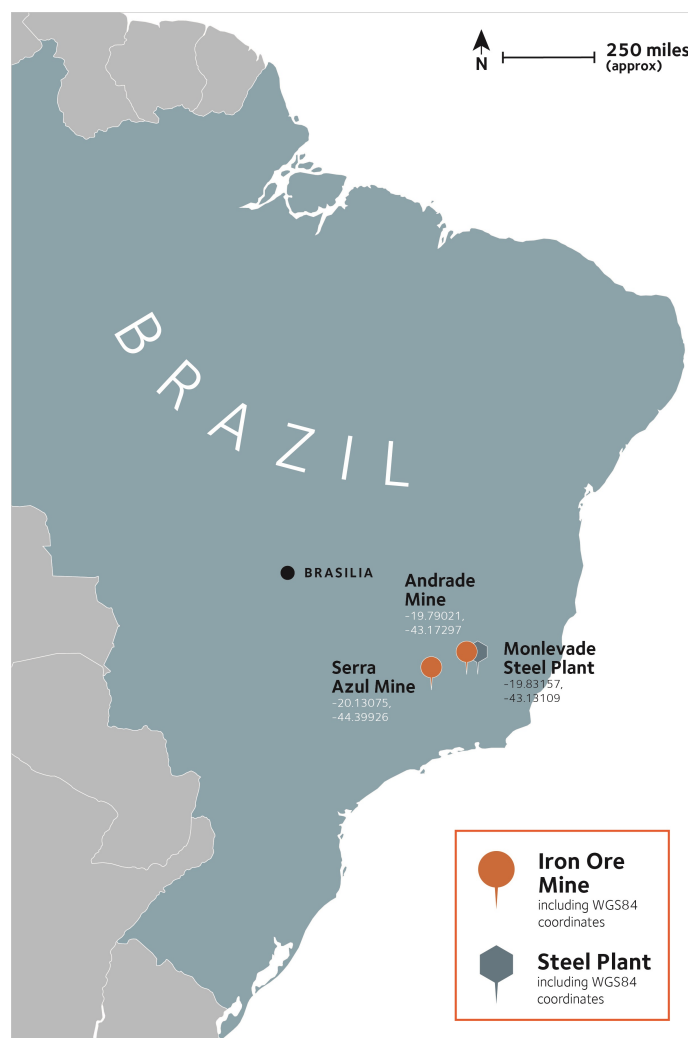 250 miles
(approx)
N
BRAZIL
BRASILIA
Andrade
Mine
-19.79021,
-43.17297
Monlevade
Steel Plant
-19.83157,
-43.13109
Serra
Azul Mine
-20.13075,
-44.39926
Iron Ore
Mine
including WGS84
coordinates
Steel Plant
including WGS84
coordinates